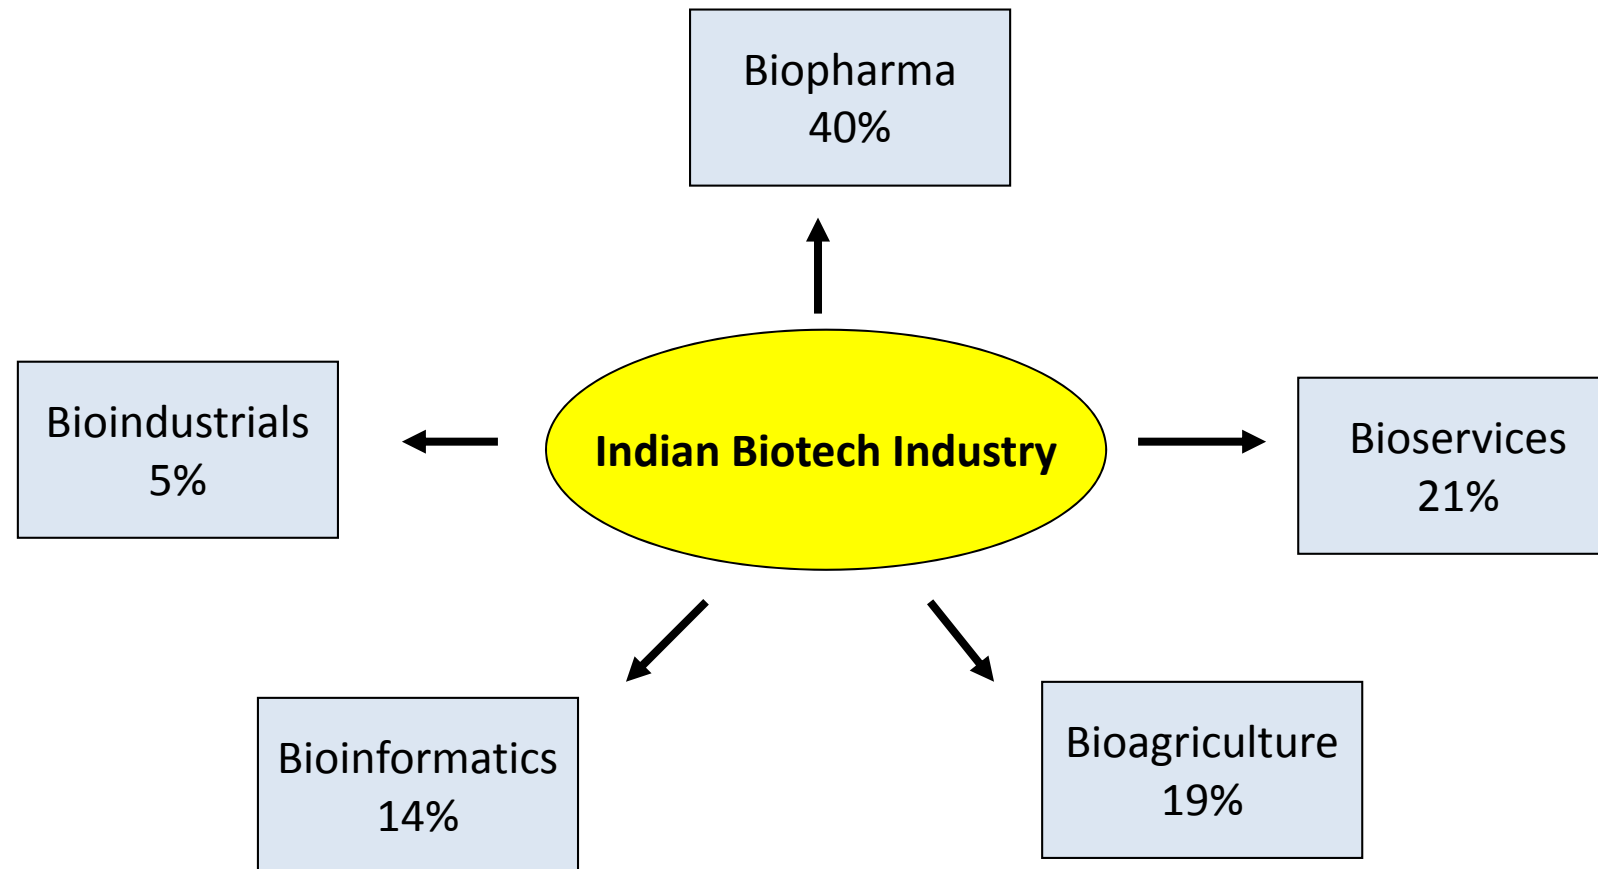 Biopharma
40%
Bioindustrials
5%
Indian Biotech Industry
Bioservices
21%
Bioinformatics
14%
Bioagriculture
19%